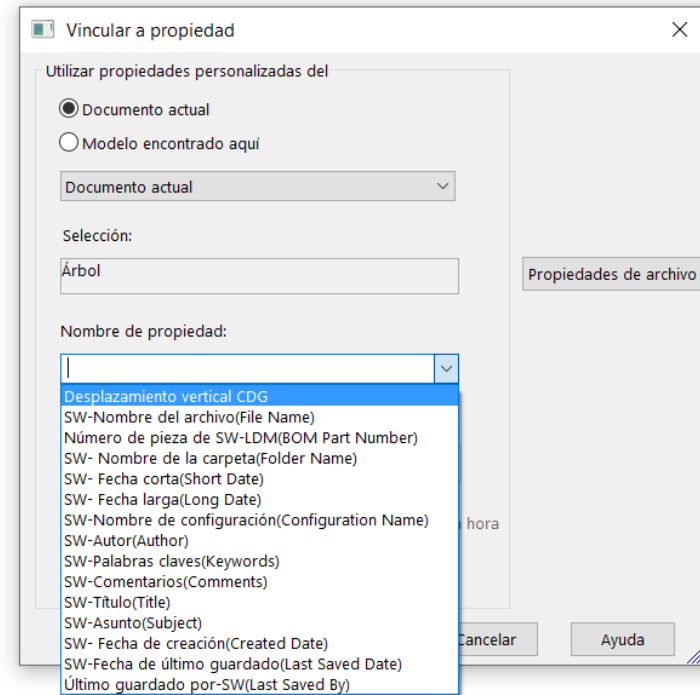 Vincular a propiedad
Utilizar propiedades personalizadas del
Documento actual
Modelo encontrado aquí
Documento actual
Selección:
Árbol
Propiedades de archivo
Nombre de propiedad:
Desplazamiento vertical CDG
SW-Nombre del archivo(File Name)
Número de pieza de SW-LDM(BOM Part Number)
SW- Nombre de la carpeta(Folder Name)
SW- Fecha corta(Short Date)
SW- Fecha larga(Long Date)
SW-Nombre de configuración(Configuration Name)
hora
SW-Autor(Author)
SW-Palabras claves(Keywords)
SW-Comentarios(Comments)
SW-Título(Title)
SW-Asunto(Subject)
SW- Fecha de creación(Created Date)
Cancelar
Ayuda
SW-Fecha de último guardado(Last Saved Date)
Último guardado por-SW(Last Saved By)